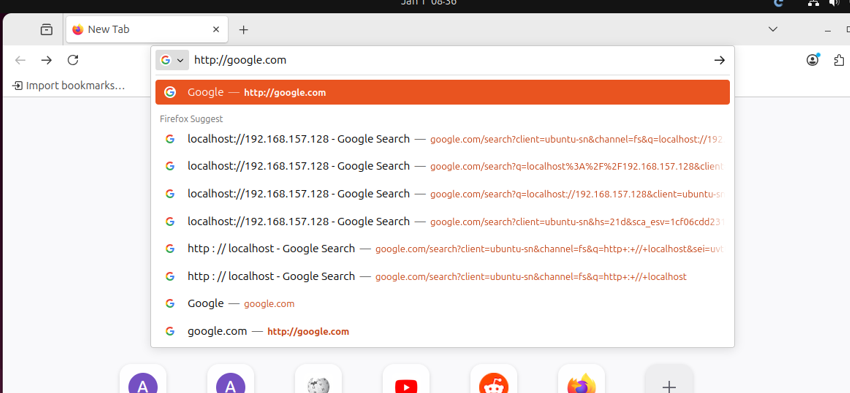 Jan 1 08:36
New Tab
http://google.com
Import bookmarks...
Google — http://google.com
Firefox Suggest
localhost://192.168.157.128 - Google Search — google.com/search?client=ubuntu-sn&channel=fs&q=localhost://192
localhost://192.168.157.128 - Google Search — google.com/search?q=localhost%3A%2F%2F192.168.157.128&client
localhost://192.168.157.128 - Google Search — google.com/search?q=localhost://192.168.157.128&client=ubuntu-sn
localhost://192.168.157.128 - Google Search — google.com/search?client=ubuntu-sn&hs=21d&sca_esv=1cf06cdd231
http : // localhost - Google Search — google.com/search?client=ubuntu-sn&channel=fs&q=http+:+//+localhost&sei=uvt
http : // localhost - Google Search — google.com/search?client=ubuntu-sn&channel=fs&q=http+:+//+localhost
Google — google.com
google.com — http://google.com
A A